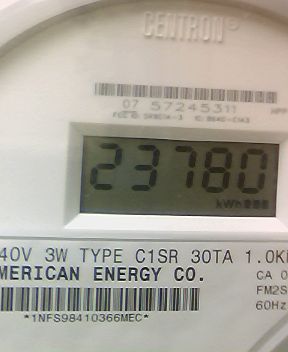 CENTRON®
07 57245311
23780
kWh
40V 3W TYPE C1SR 30TA 1.0K
MERICAN ENERGY CO.
CA 0
FM2S
60Hz
*1NFS98410366MEC*